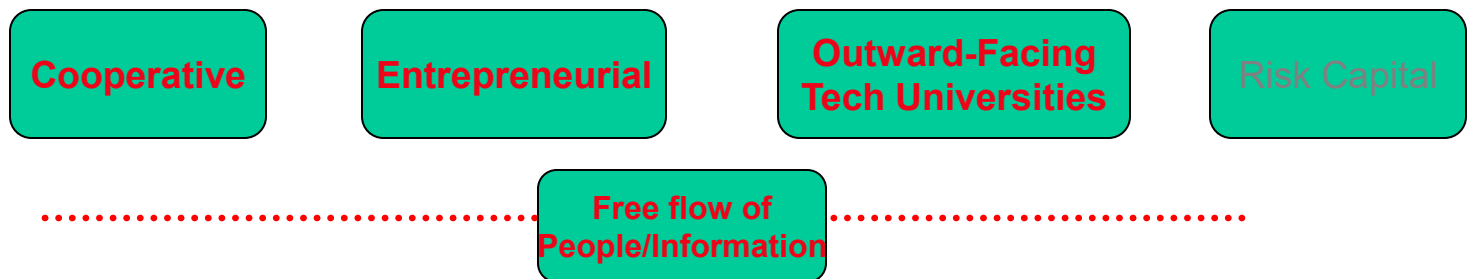 Cooperative
Entrepreneurial
Outward-Facing
Tech Universities
Risk Capital
Free flow of
People/Information